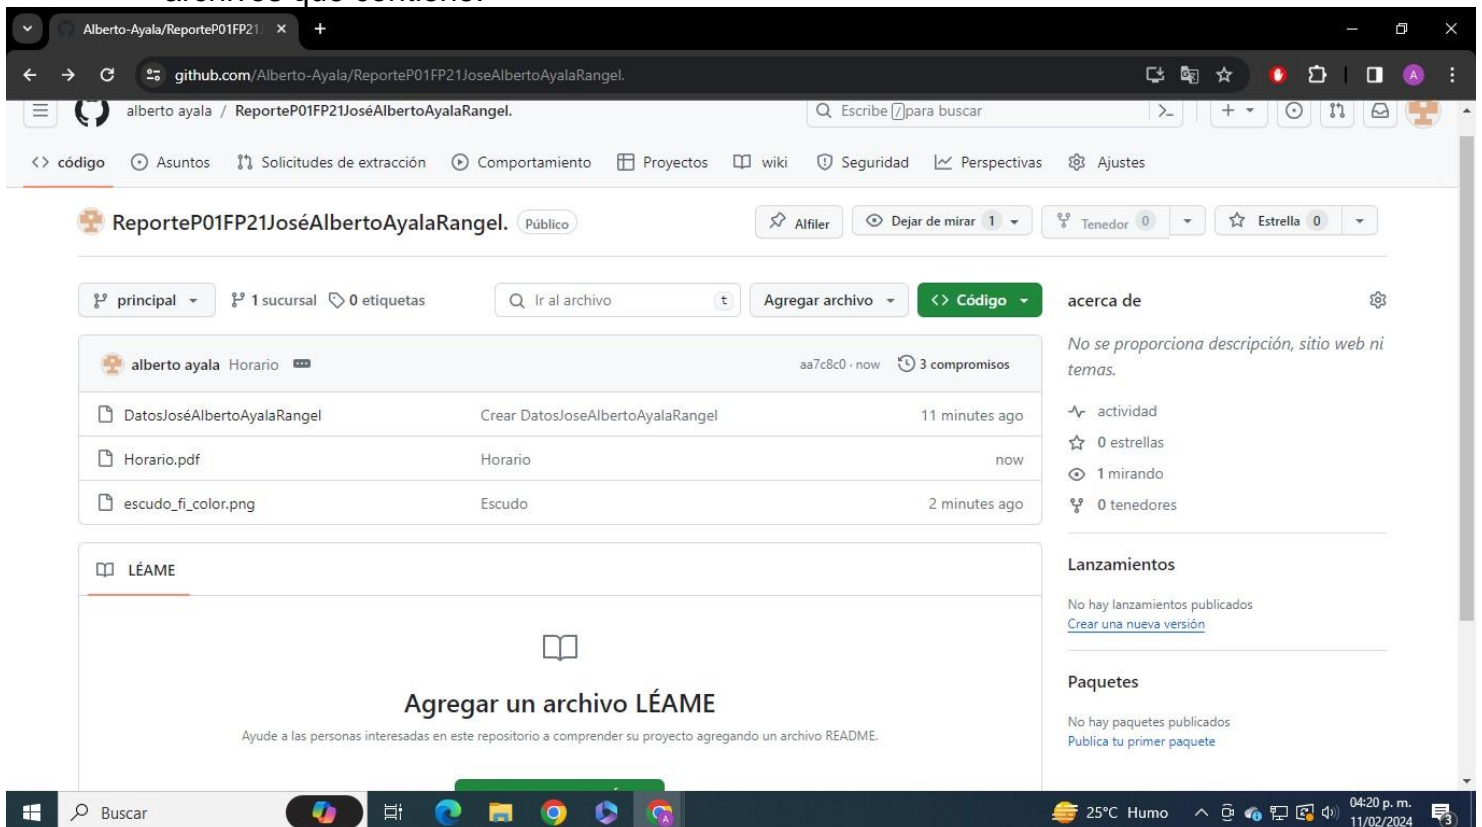 archivos que contiene.
Alberto-Ayala/ReporteP01FP21J
github.com/Alberto-Ayala/ReporteP01FP21JoseAlbertoAyalaRangel.
A
alberto ayala / ReporteP01FP21JoséAlbertoAyalaRangel.
Escribe / para buscar
código Asuntos Solicitudes de extracción Comportamiento Proyectos wiki Seguridad Perspectivas Ajustes
ReporteP01FP21JoséAlbertoAyalaRangel. Público
Alfiler Dejar de mirar 1 Tenedor 0 Estrella 0
principal 1 sucursal 0 etiquetas Ir al archivo t Agregar archivo <> Código
alberto ayala Horario aa7c8c0 · now 3 compromisos
DatosJoséAlbertoAyalaRangel Crear DatosJoseAlbertoAyalaRangel 11 minutes ago
Horario.pdf Horario now
escudo_fi_color.png Escudo 2 minutes ago
LÉAME
Agregar un archivo LÉAME
Ayude a las personas interesadas en este repositorio a comprender su proyecto agregando un archivo README.
acerca de
No se proporciona descripción, sitio web ni
temas.
actividad
0 estrellas
1 mirando
0 tenedores
Lanzamientos
No hay lanzamientos publicados
Crear una nueva versión
Paquetes
No hay paquetes publicados
Publica tu primer paquete
Buscar
25°C Humo
04:20 p. m.
11/02/2024
3